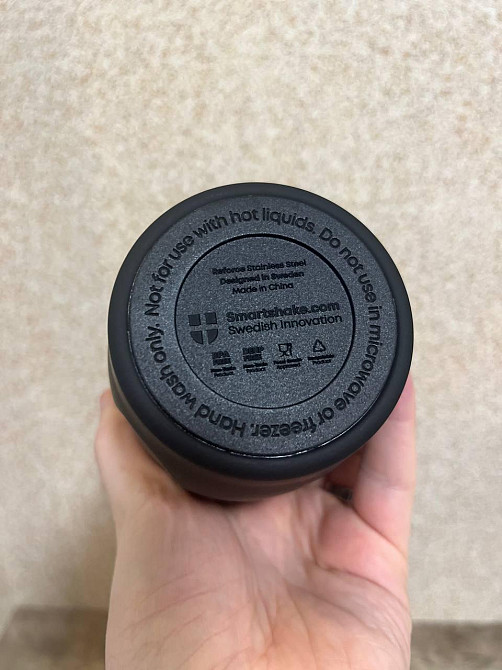 Not for use with hot liquids. Do not use in microwave or freezer. Hand wash only.
Reforce Stainless Steel
Designed in Sweden
Made in China
Smartshake.com
Swedish Innovation